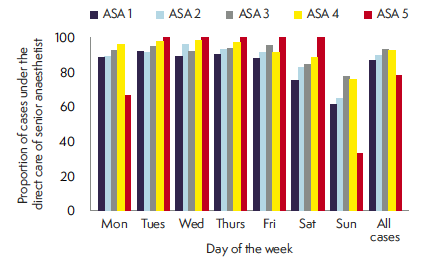 ASA 1 ASA 2 ASA 3 ASA 4 ASA 5
Proportion of cases under the
direct care of senior anaesthetist
100
80
60
40
20
0
Mon Tues Wed Thurs Fri Sat Sun All
cases
Day of the week